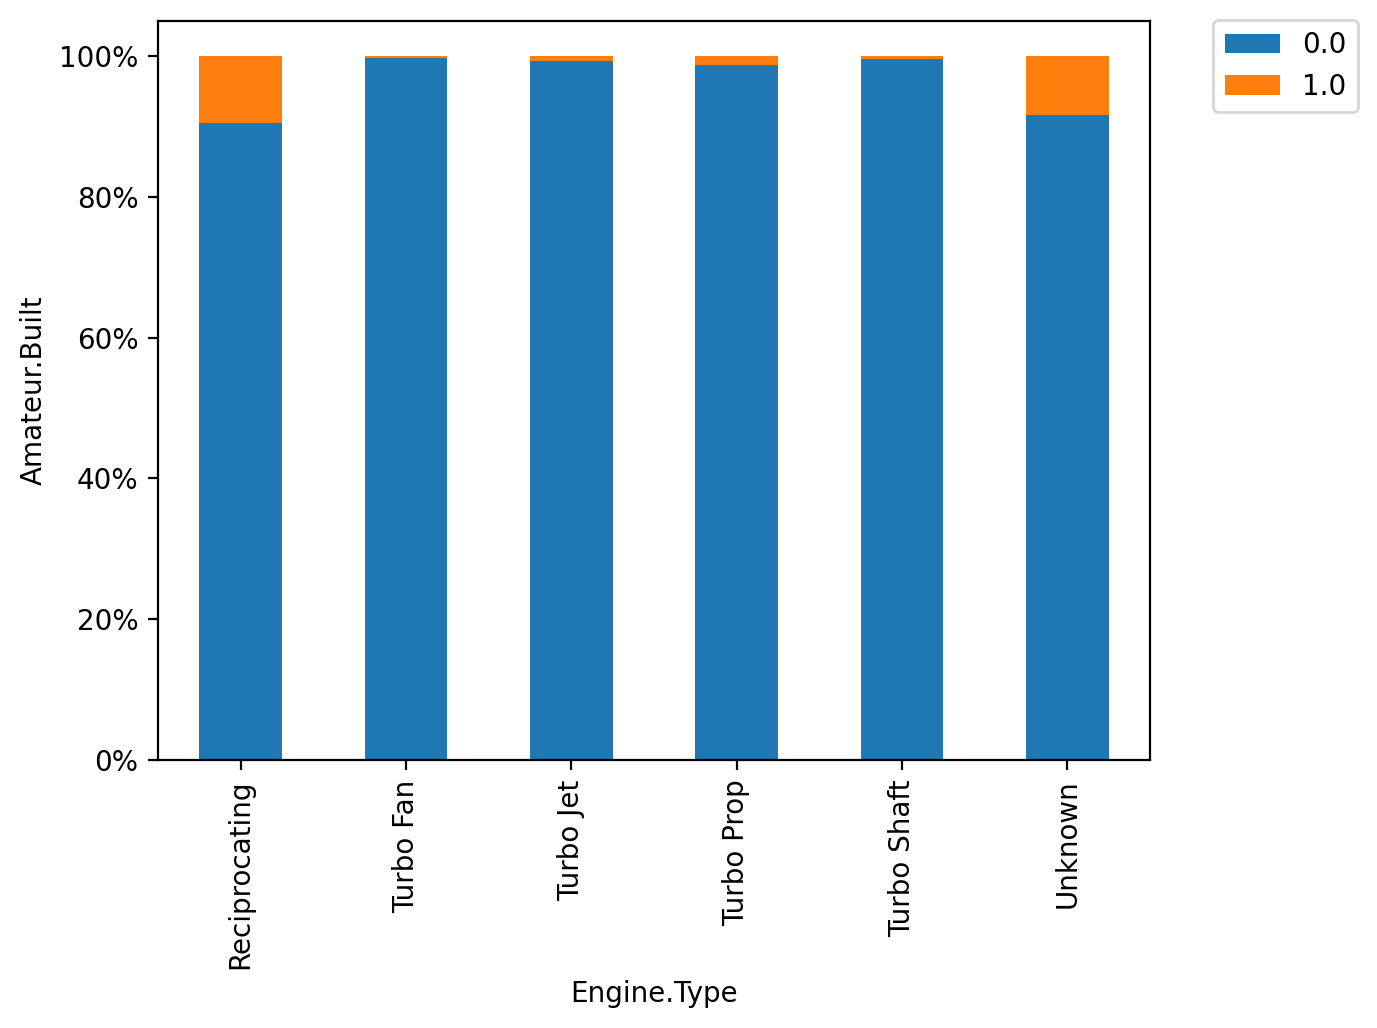 100%
80%
60%
40%
20%
0%
Amateur.Built
Reciprocating
Turbo Fan
Turbo Jet
Turbo Prop
Turbo Shaft
Unknown
Engine.Type
0.0
1.0